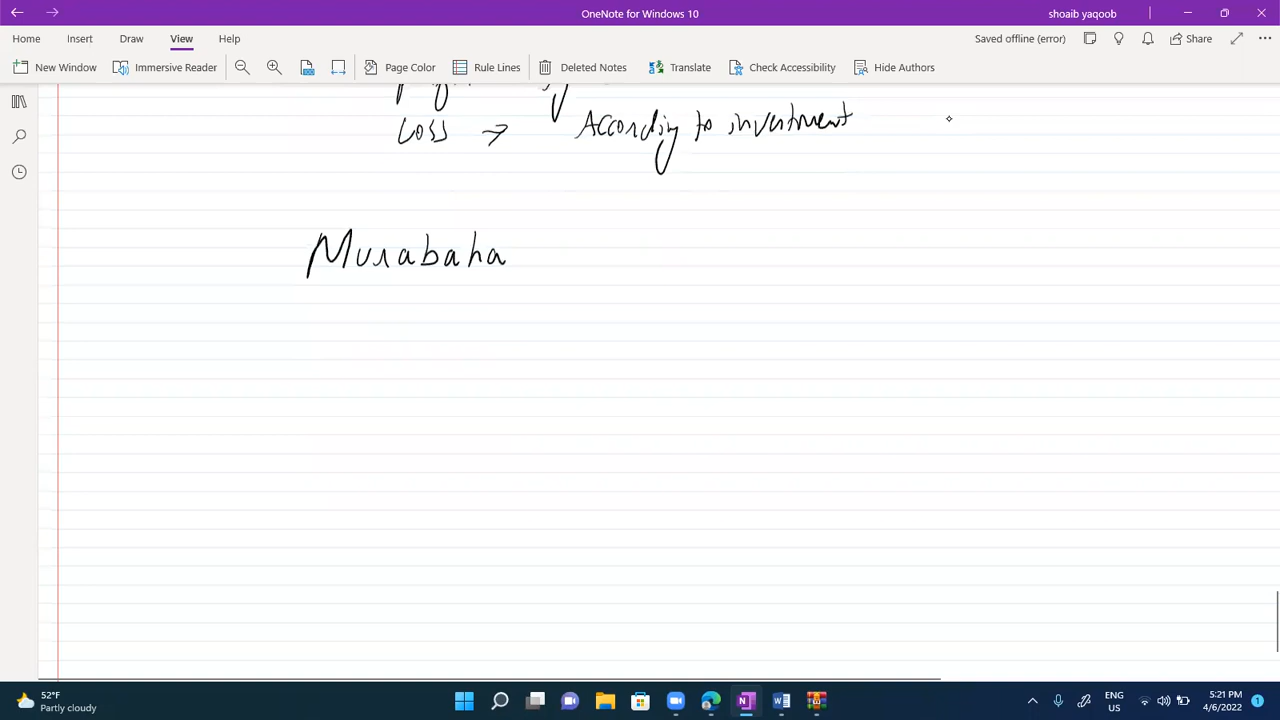 OneNote for Windows 10
shoaib yaqoob
Home Insert Draw View Help
Saved offline (error) Share
New Window Immersive Reader Page Color Rule Lines Deleted Notes Translate Check Accessibility Hide Authors
Loss → According to investment
Murabaha
52°F
Partly cloudy
ENG
US
5:21 PM
4/6/2022
1